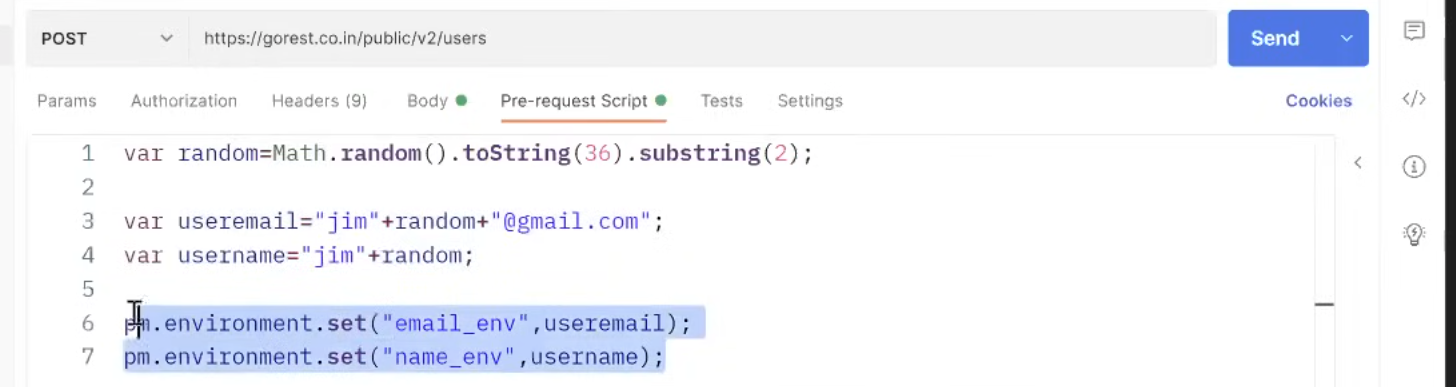 POST https://gorest.co.in/public/v2/users Send
Params Authorization Headers (9) Body Pre-request Script Tests Settings Cookies
1 var random=Math.random().toString(36).substring(2);
2
3 var useremail="jim"+random+"@gmail.com";
4 var username="jim"+random;
5
6 pm.environment.set("email_env",useremail);
7 pm.environment.set("name_env",username);